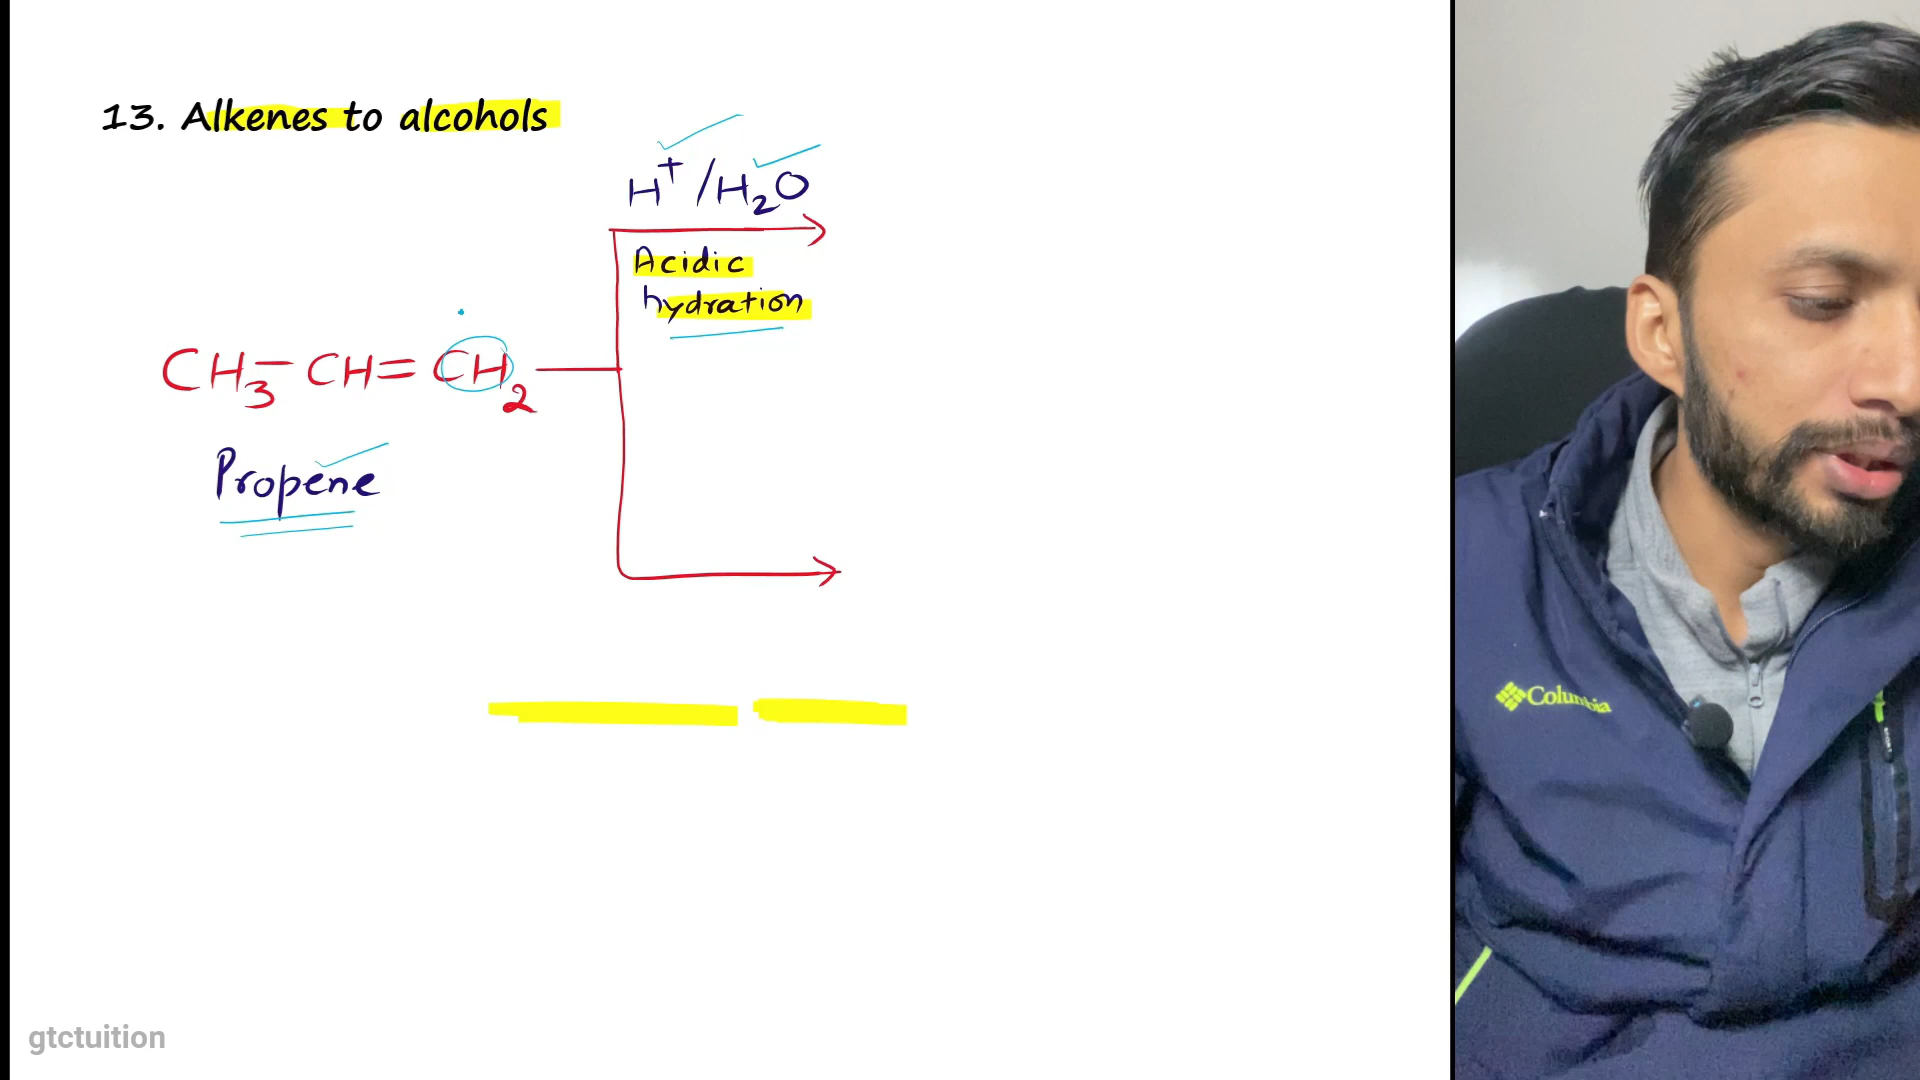 13. Alkenes to alcohols
H⁺/H₂O
Acidic
hydration
CH₃-CH=CH₂
Propene
Columbia
gtctuition